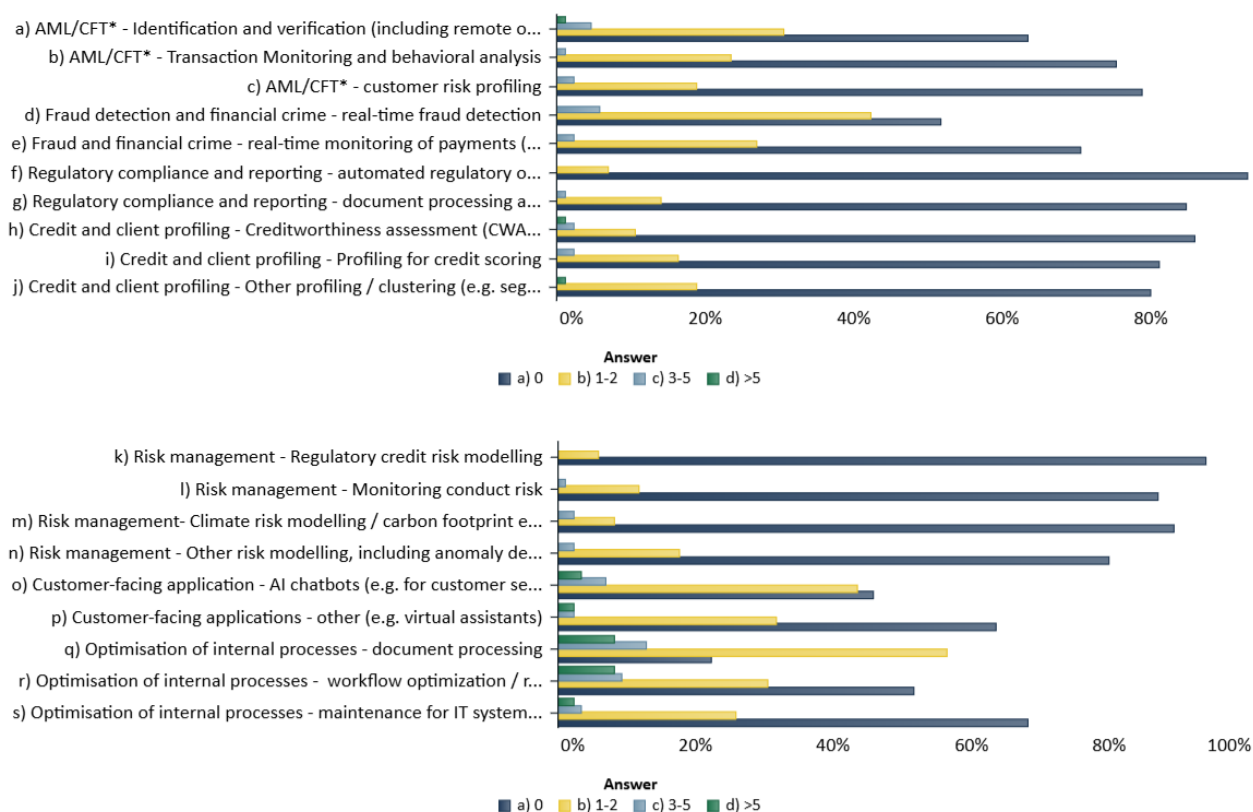 a) AML/CFT* - Identification and verification (including remote o...
b) AML/CFT* - Transaction Monitoring and behavioral analysis
c) AML/CFT* - customer risk profiling
d) Fraud detection and financial crime - real-time fraud detection
e) Fraud and financial crime - real-time monitoring of payments (...
f) Regulatory compliance and reporting - automated regulatory o...
g) Regulatory compliance and reporting - document processing a...
h) Credit and client profiling - Creditworthiness assessment (CWA...
i) Credit and client profiling - Profiling for credit scoring
j) Credit and client profiling - Other profiling / clustering (e.g. seg...
0% 20% 40% 60% 80%
Answer
a) 0 b) 1-2 c) 3-5 d) >5
k) Risk management - Regulatory credit risk modelling
l) Risk management - Monitoring conduct risk
m) Risk management- Climate risk modelling / carbon footprint e...
n) Risk management - Other risk modelling, including anomaly de...
o) Customer-facing application - AI chatbots (e.g. for customer se...
p) Customer-facing applications - other (e.g. virtual assistants)
q) Optimisation of internal processes - document processing
r) Optimisation of internal processes - workflow optimization / r...
s) Optimisation of internal processes - maintenance for IT system...
0% 20% 40% 60% 80% 100%
Answer
a) 0 b) 1-2 c) 3-5 d) >5